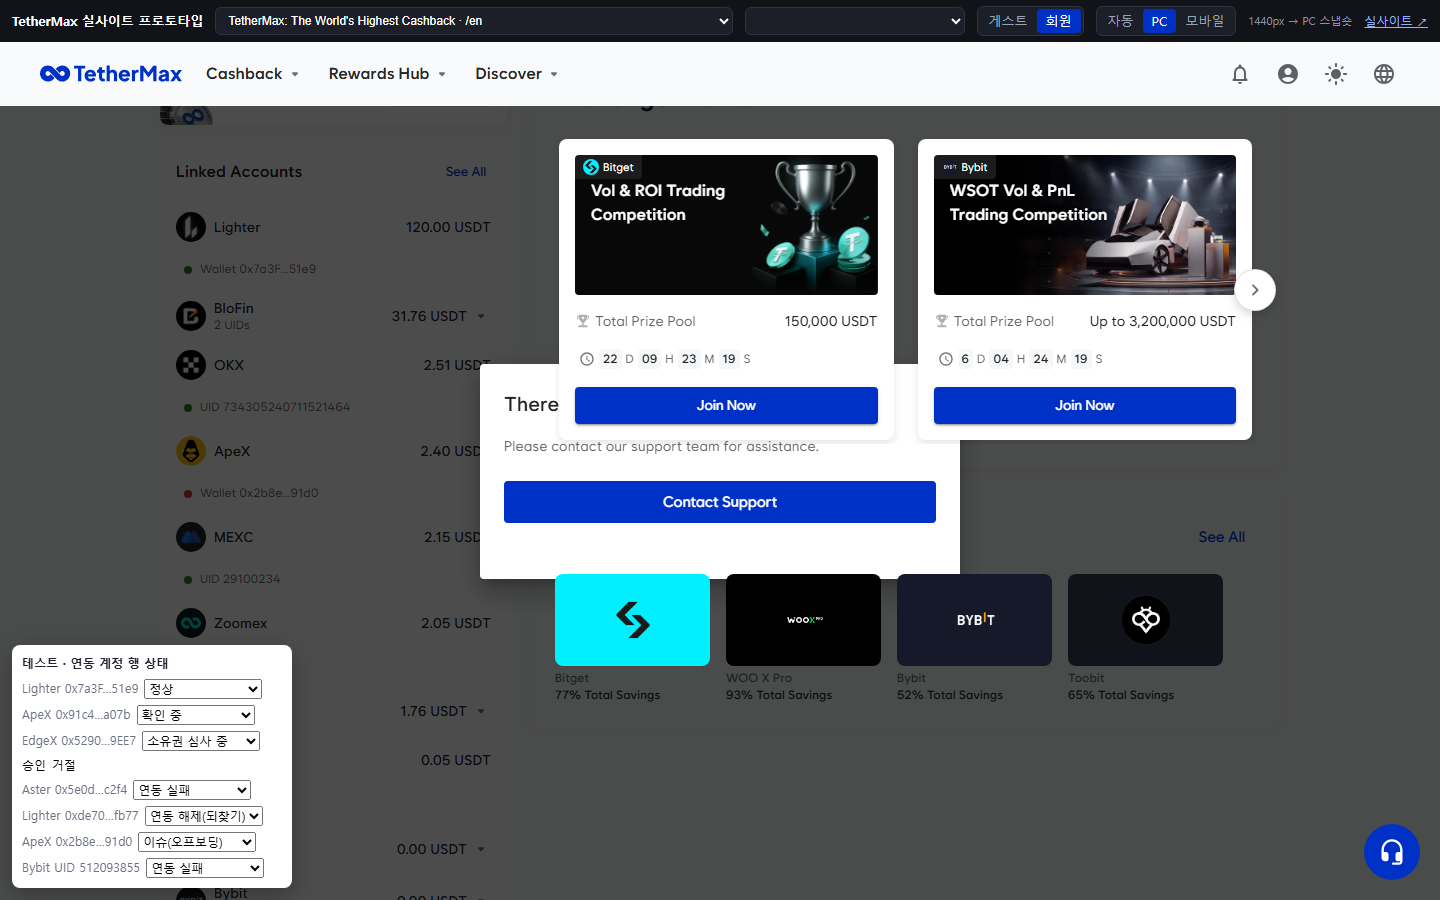 TetherMax 실사이트 프로토타입
TetherMax: The World's Highest Cashback · /en
게스트 회원
자동 PC 모바일
1440px → PC 스냅숏
실사이트 ↗
TetherMax
Cashback
Rewards Hub
Discover
Linked Accounts
See All
Lighter
120.00 USDT
Wallet 0x7a3F...51e9
BloFin
2 UIDs
31.76 USDT
OKX
2.51 USDT
UID 734305240711521464
ApeX
2.40 USD
Wallet 0x2b8e...91d0
MEXC
2.15 USD
UID 29100234
Zoomex
2.05 USDT
1.76 USDT
0.05 USDT
0.00 USDT
Bybit
Bitget
Vol & ROI Trading
Competition
Total Prize Pool
150,000 USDT
22 D 09 H 23 M 19 S
Join Now
BYBIT Bybit
WSOT Vol & PnL
Trading Competition
Total Prize Pool
Up to 3,200,000 USDT
6 D 04 H 24 M 19 S
Join Now
There
Please contact our support team for assistance.
Contact Support
See All
WOOX PRO
BYBIT
Bitget
77% Total Savings
WOO X Pro
93% Total Savings
Bybit
52% Total Savings
Toobit
65% Total Savings
테스트 · 연동 계정 행 상태
Lighter 0x7a3F...51e9 정상
ApeX 0x91c4...a07b 확인 중
EdgeX 0x5290...9EE7 소유권 심사 중
승인 거절
Aster 0x5e0d...c2f4 연동 실패
Lighter 0xde70...fb77 연동 해제(되찾기)
ApeX 0x2b8e...91d0 이슈(오프보딩)
Bybit UID 512093855 연동 실패